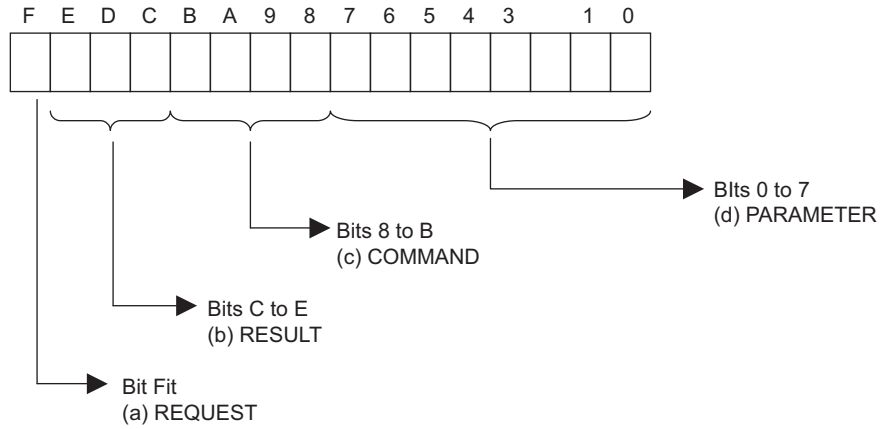 F E D C B A 9 8 7 6 5 4 3 1 0
BIts 0 to 7
(d) PARAMETER
Bits 8 to B
(c) COMMAND
Bits C to E
(b) RESULT
Bit Fit
(a) REQUEST